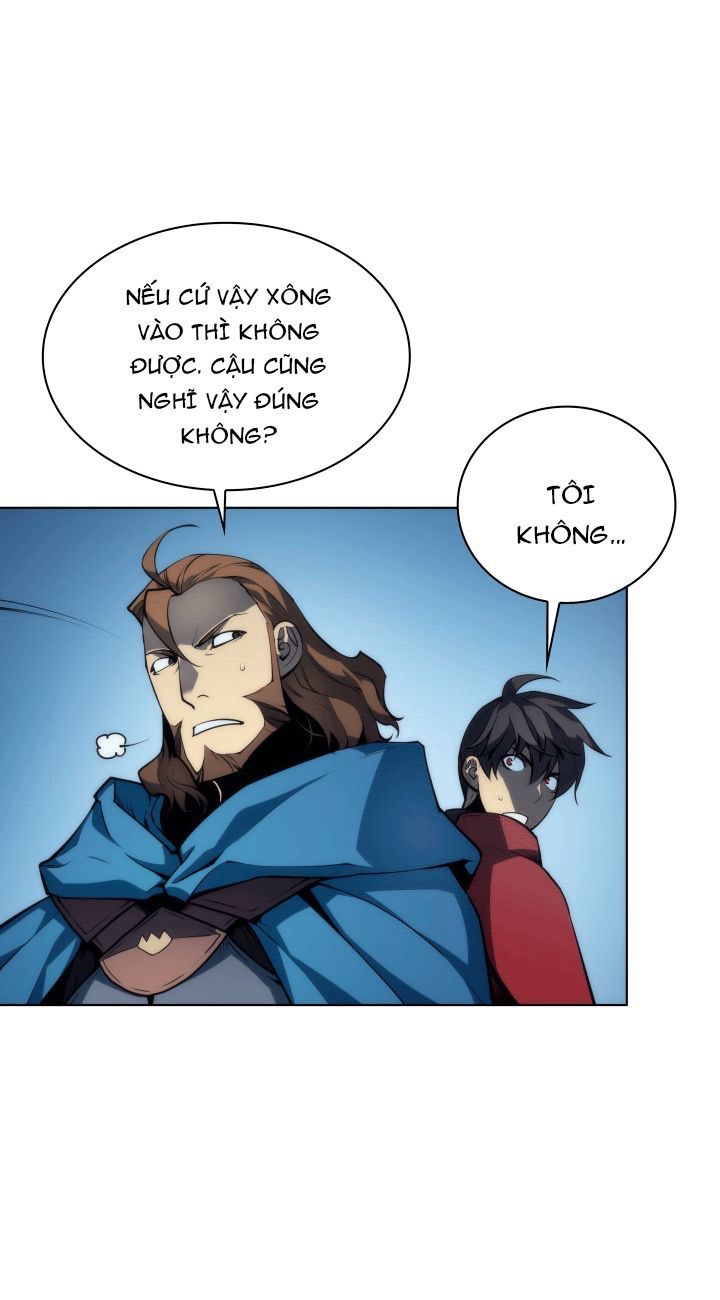 NẾU CỨ VẬY XÔNG
VÀO THÌ KHÔNG
ĐƯỢC. CẬU CŨNG
NGHĨ VẬY ĐÚNG
KHÔNG?
TÔI
KHÔNG...